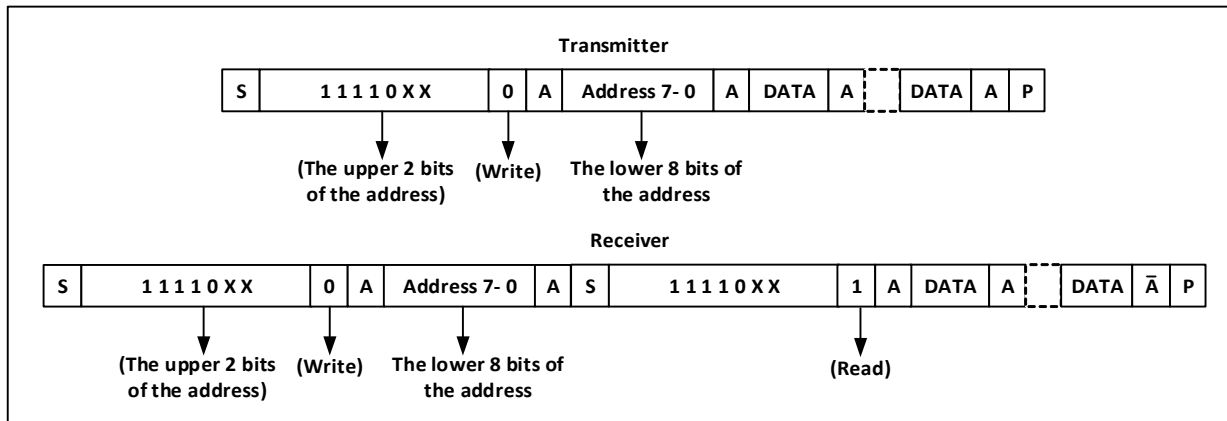 Transmitter
S 1 1 1 1 0 X X 0 A Address 7- 0 A DATA A DATA A P
(The upper 2 bits of the address) (Write) The lower 8 bits of the address
Receiver
S 1 1 1 1 0 X X 0 A Address 7- 0 A S 1 1 1 1 0 X X 1 A DATA A DATA Ā P
(The upper 2 bits of the address) (Write) The lower 8 bits of the address (Read)